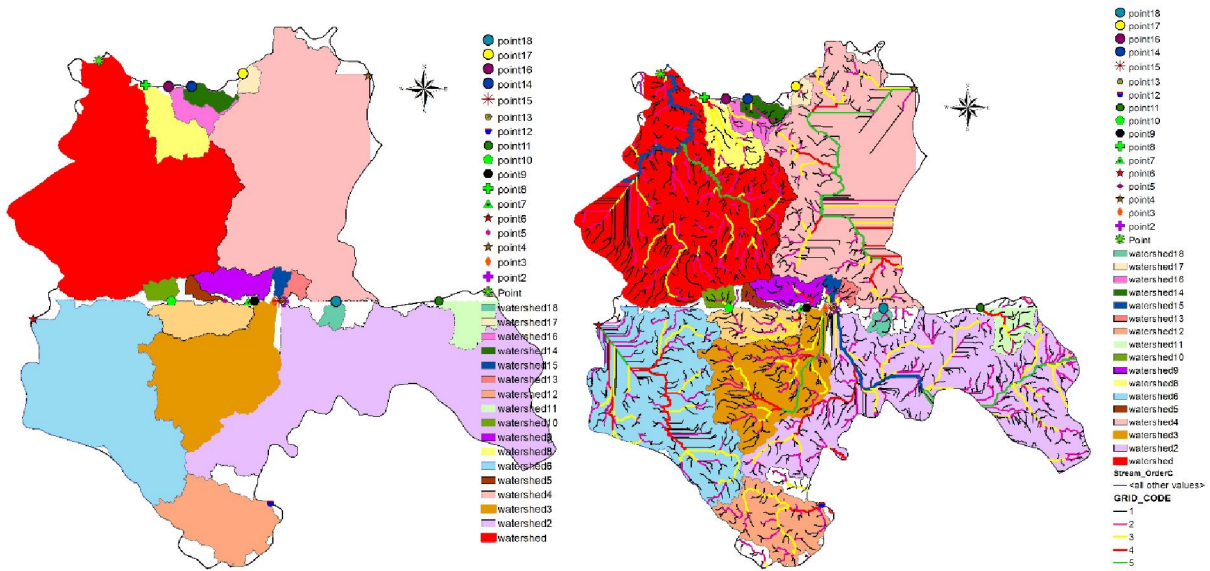 point18
point17
point16
point14
point15
point13
point12
point11
point10
point9
point8
point7
point6
point5
point4
point3
point2
Point
watershed18
watershed17
watershed16
watershed14
watershed15
watershed13
watershed12
watershed11
watershed10
watershed9
watershed8
watershed6
watershed5
watershed4
watershed3
watershed2
watershed
point18
point17
point16
point14
point15
point13
point12
point11
point10
point9
point8
point7
point6
point5
point4
point3
point2
Point
watershed18
watershed17
watershed16
watershed14
watershed15
watershed13
watershed12
watershed11
watershed10
watershed9
watershed8
watershed6
watershed5
watershed4
watershed3
watershed2
watershed
Stream_OrderC
<all other values>
GRID_CODE
1
2
3
4
5